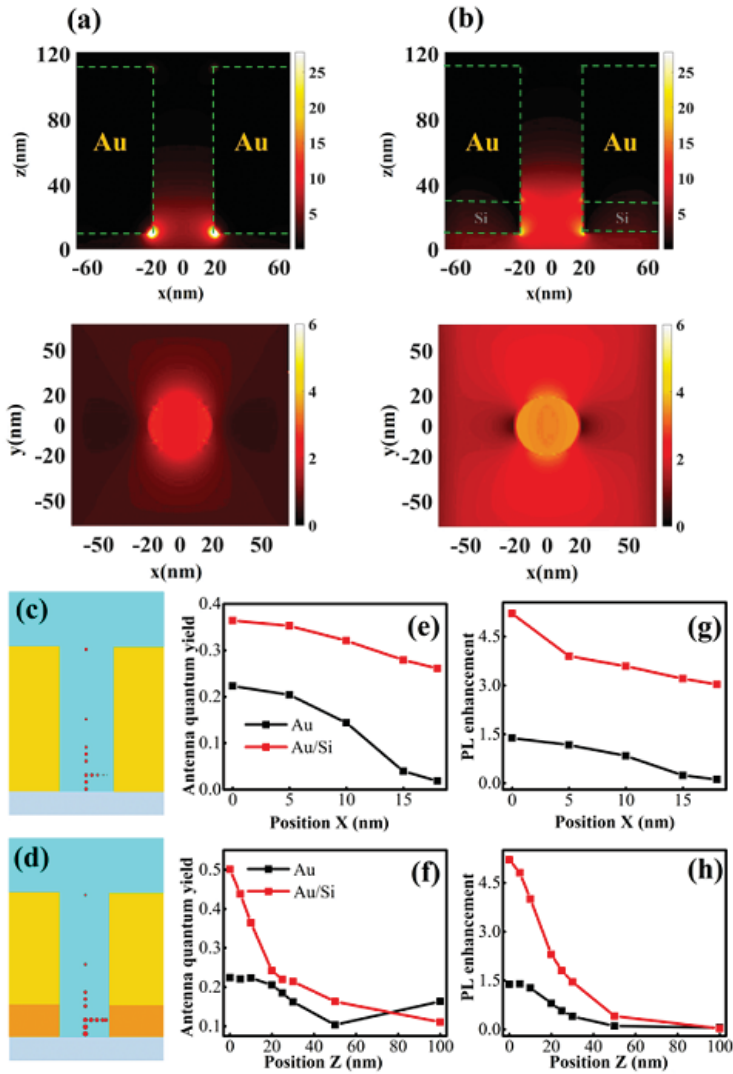 (a)
(b)
120
80
40
0
z(nm)
Au
Au
25
20
15
10
5
-60
-20
0
20
60
x(nm)
120
80
40
0
z(nm)
Au
Au
Si
Si
25
20
15
10
5
-60
-20
0
20
60
x(nm)
50
20
0
-20
-50
y(nm)
6
4
2
0
-50
-20
0
20
50
x(nm)
50
20
0
-20
-50
y(nm)
6
4
2
0
-50
-20
0
20
50
x(nm)
(c)
(e)
0.4
0.3
0.2
0.1
0.0
Antenna quantum yield
Au
Au/Si
0
5
10
15
Position X (nm)
(g)
4.5
3.0
1.5
0.0
PL enhancement
0
5
10
15
Position X (nm)
(d)
(f)
0.5
0.4
0.3
0.2
0.1
Antenna quantum yield
Au
Au/Si
0
20
40
60
80
100
Position Z (nm)
(h)
4.5
3.0
1.5
0.0
PL enhancement
0
20
40
60
80
100
Position Z (nm)